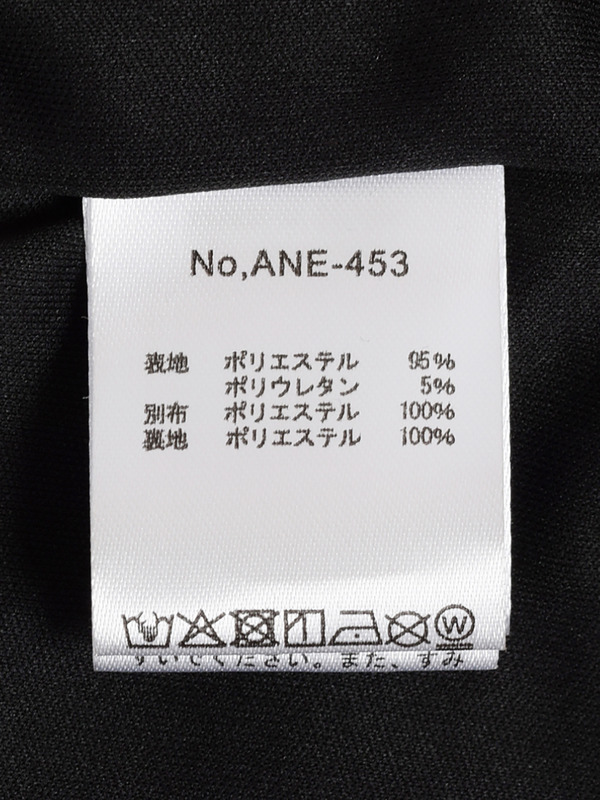 No,ANE-453
表地 ポリエステル 95%
ポリウレタン 5%
別布 ポリエステル 100%
裏地 ポリエステル 100%
W
ください。また、すみ